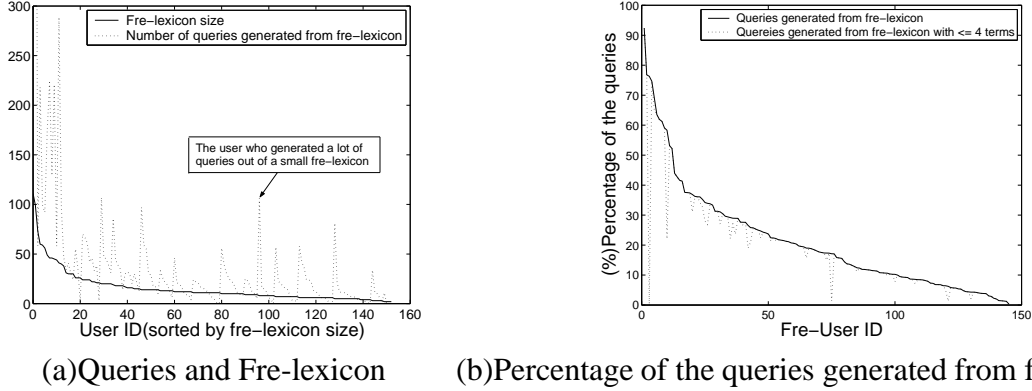 300
250
200
150
100
50
0
0 20 40 60 80 100 120 140 160
Fre-lexicon size
Number of queries generated from fre-lexicon
The user who generated a lot of
queries out of a small fre-lexicon
User ID(sorted by fre-lexicon size)
(a)Queries and Fre-lexicon
(%)Percentage of the queries
100
90
80
70
60
50
40
30
20
10
0
0 50 100 150
Queries generated from fre-lexicon
Quereies generated from fre-lexicon with <= 4 terms
Fre-User ID
(b)Percentage of the queries generated from f